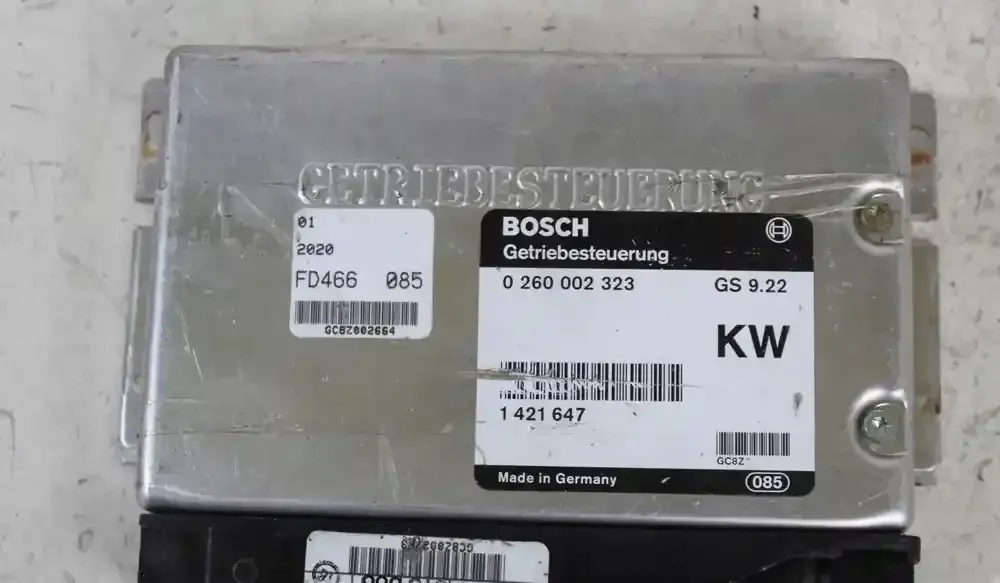 GETRIEBESTEUERUNG
01
2020
FD466 085
GC8Z002664
BOSCH
Getriebesteuerung
0 260 002 323 GS 9.22
KW
1 421 647
GC8Z
Made in Germany 085